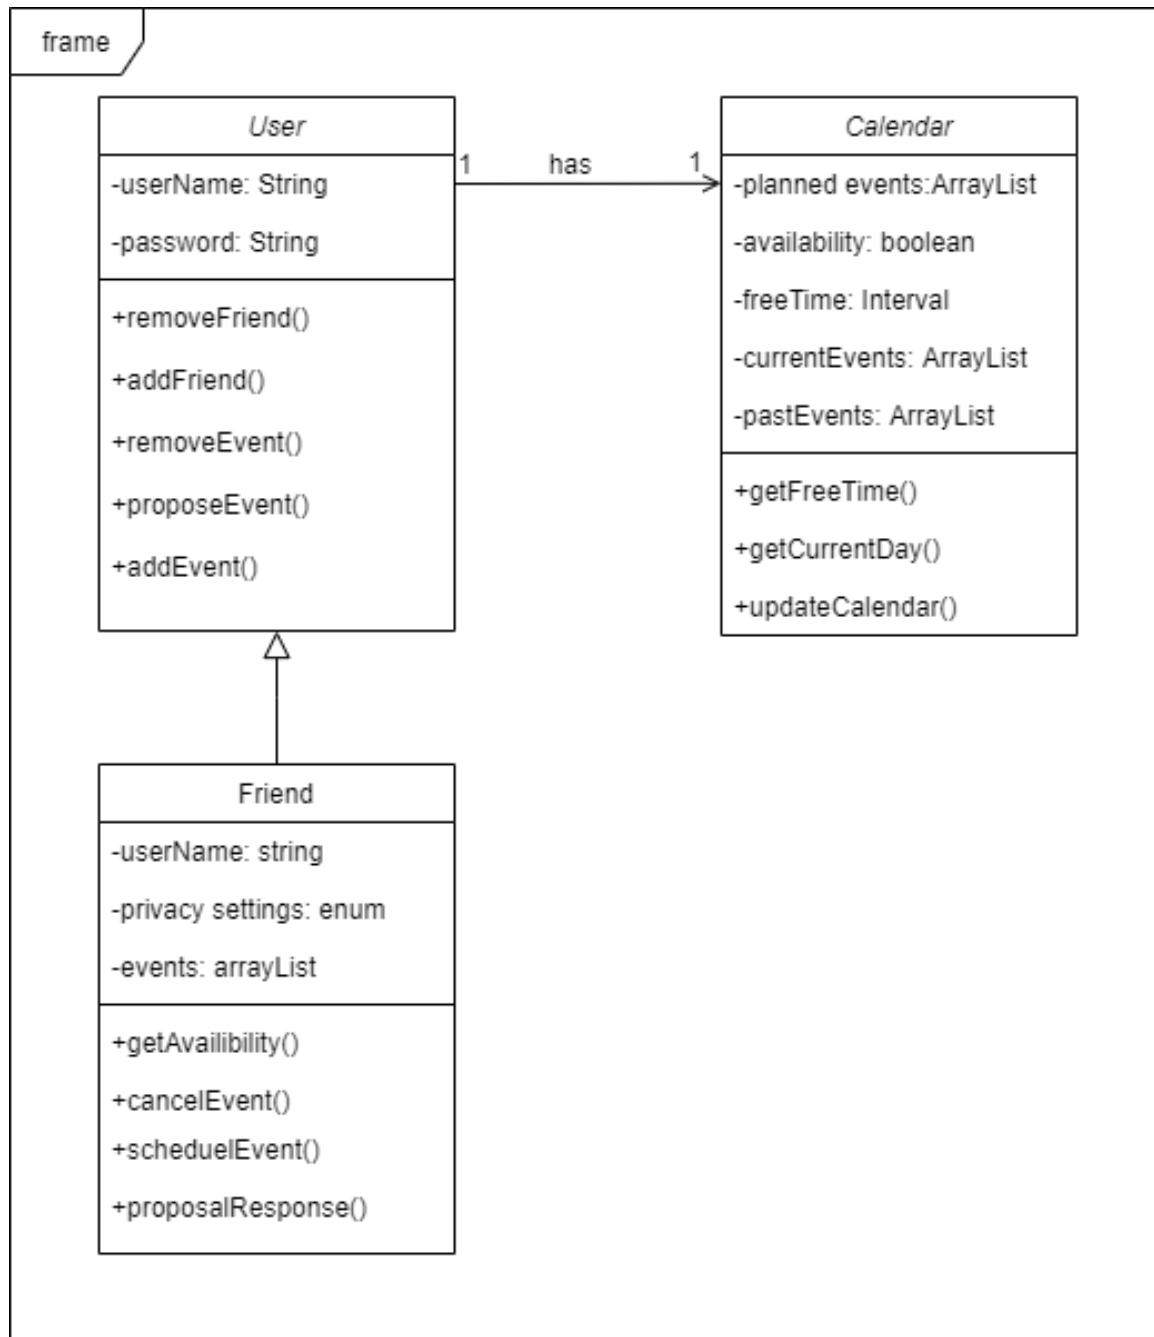 frame
User
-userName: String
-password: String
+removeFriend()
+addFriend()
+removeEvent()
+proposeEvent()
+addEvent()
1 has 1
Calendar
-planned events:ArrayList
-availability: boolean
-freeTime: Interval
-currentEvents: ArrayList
-pastEvents: ArrayList
+getFreeTime()
+getCurrentDay()
+updateCalendar()
Friend
-userName: string
-privacy settings: enum
-events: arrayList
+getAvailibility()
+cancelEvent()
+scheduelEvent()
+proposalResponse()